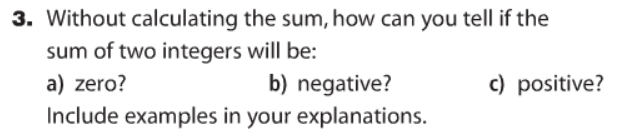 3. Without calculating the sum, how can you tell if the
sum of two integers will be:
a) zero? b) negative? c) positive?
Include examples in your explanations.